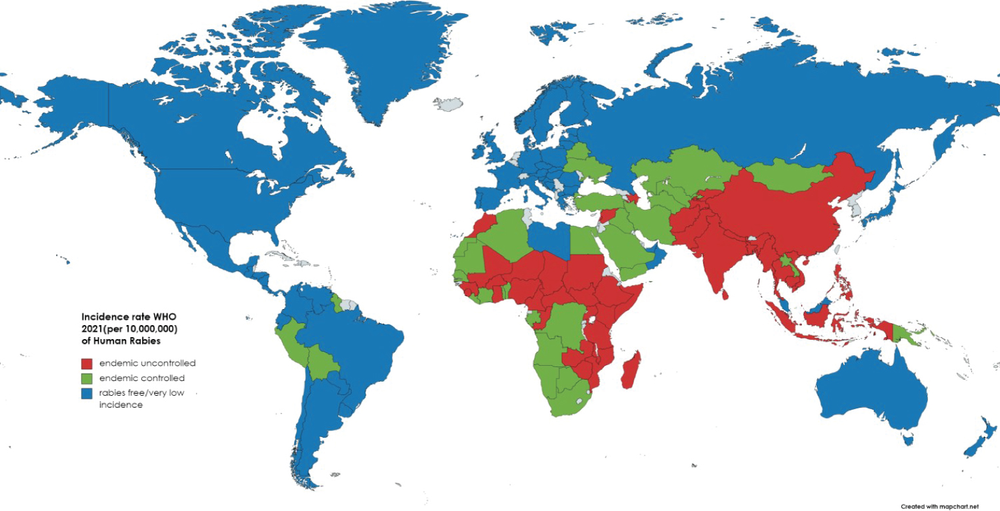 Incidence rate WHO
2021(per 10,000,000)
of Human Rabies
endemic uncontrolled
endemic controlled
rabies free/very low
incidence
Created with mapchart.net